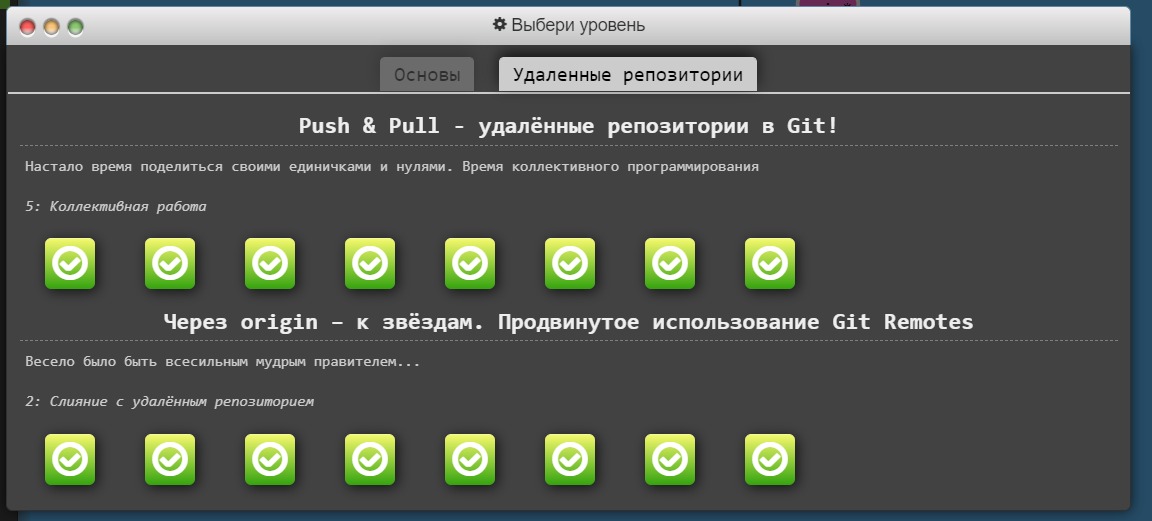 Выбери уровень
Основы
Удаленные репозитории
Push & Pull - удалённые репозитории в Git!
Настало время поделиться своими единичками и нулями. Время коллективного программирования
5: Коллективная работа
Через origin – к звёздам. Продвинутое использование Git Remotes
Весело было быть всесильным мудрым правителем...
2: Слияние с удалённым репозиторием